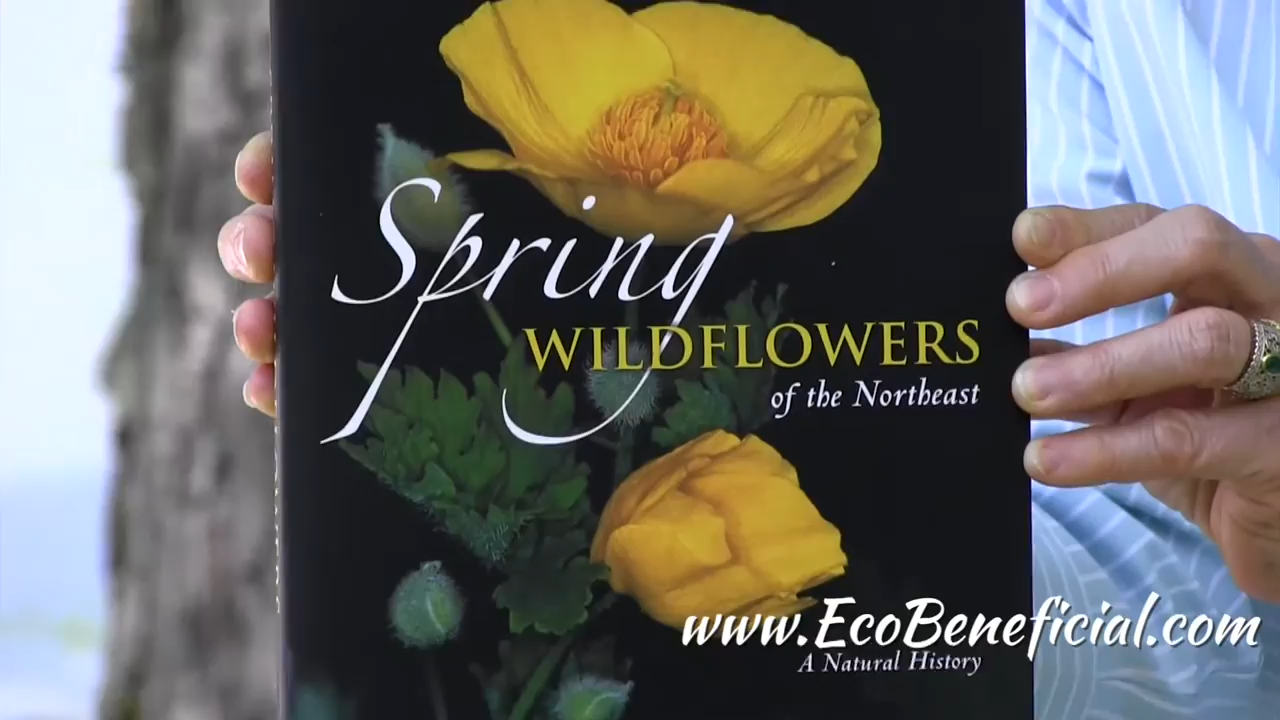 Spring
WILDFLOWERS
of the Northeast
www.EcoBeneficial.com
A Natural History